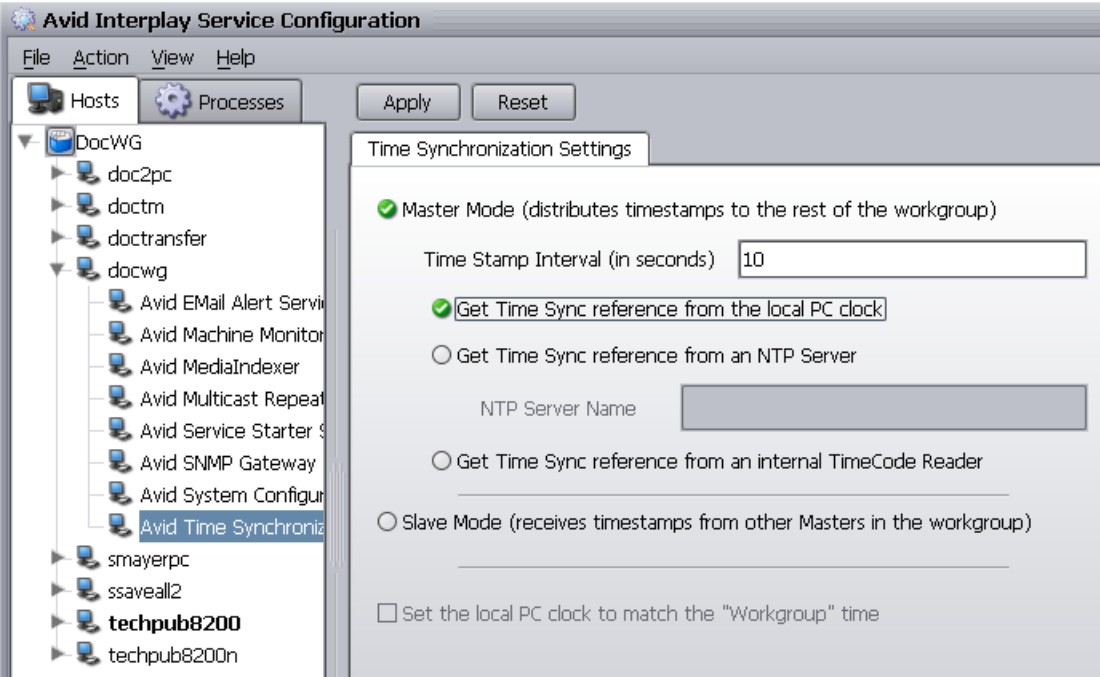 Avid Interplay Service Configuration
File Action View Help
Hosts Processes
Apply Reset
DocWG
doc2pc
doctm
doctransfer
docwg
Avid EMail Alert Servi
Avid Machine Monitor
Avid MediaIndexer
Avid Multicast Repeat
Avid Service Starter S
Avid SNMP Gateway
Avid System Configur
Avid Time Synchroniz
smayerpc
ssaveall2
techpub8200
techpub8200n
Time Synchronization Settings
Master Mode (distributes timestamps to the rest of the workgroup)
Time Stamp Interval (in seconds) 10
Get Time Sync reference from the local PC clock
Get Time Sync reference from an NTP Server
NTP Server Name
Get Time Sync reference from an internal TimeCode Reader
Slave Mode (receives timestamps from other Masters in the workgroup)
Set the local PC clock to match the "Workgroup" time